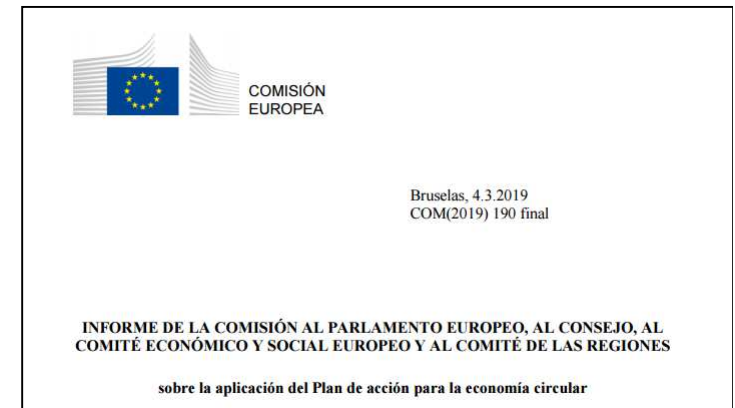 COMISIÓN
EUROPEA
Bruselas, 4.3.2019
COM(2019) 190 final
INFORME DE LA COMISIÓN AL PARLAMENTO EUROPEO, AL CONSEJO, AL
COMITÉ ECONÓMICO Y SOCIAL EUROPEO Y AL COMITÉ DE LAS REGIONES
sobre la aplicación del Plan de acción para la economía circular